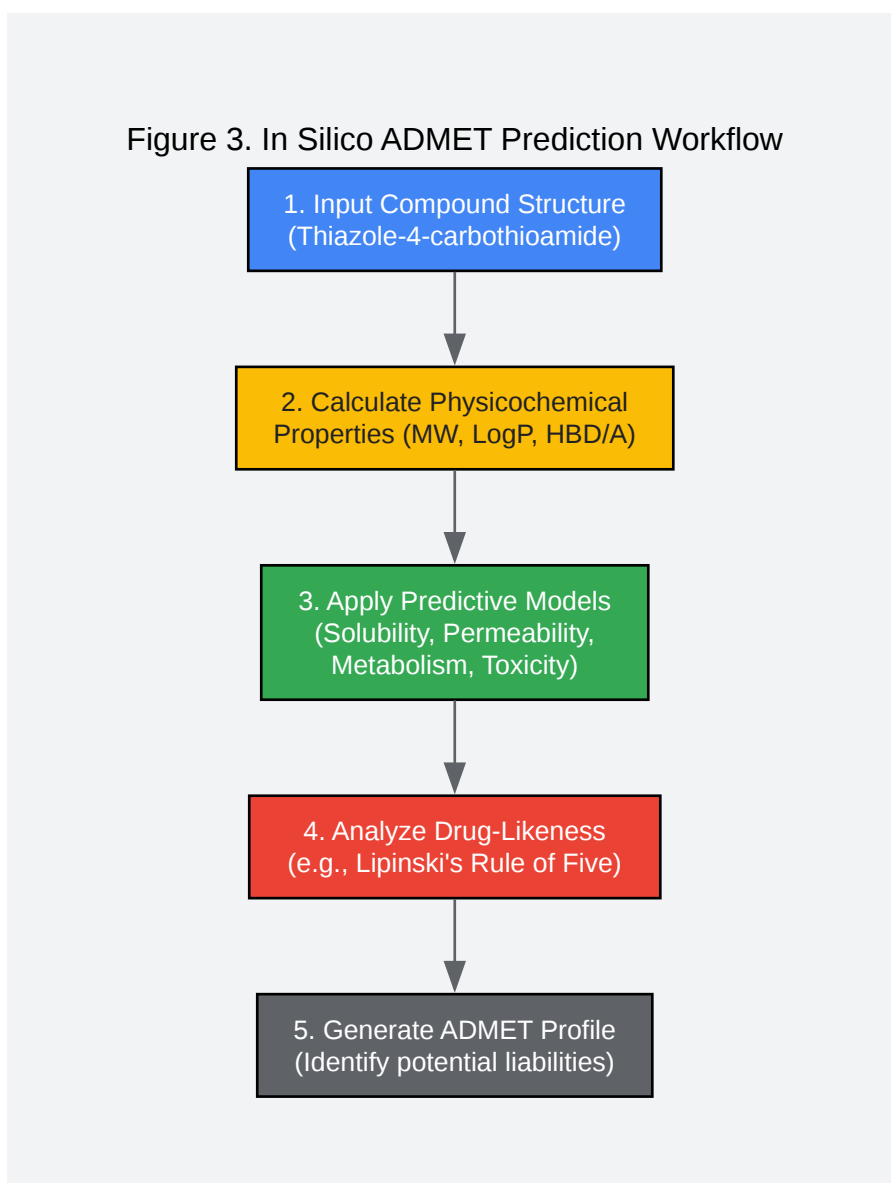 Figure 3. In Silico ADMET Prediction Workflow
1. Input Compound Structure
(Thiazole-4-carbothioamide)
2. Calculate Physicochemical
Properties (MW, LogP, HBD/A)
3. Apply Predictive Models
(Solubility, Permeability,
Metabolism, Toxicity)
4. Analyze Drug-Likeness
(e.g., Lipinski's Rule of Five)
5. Generate ADMET Profile
(Identify potential liabilities)